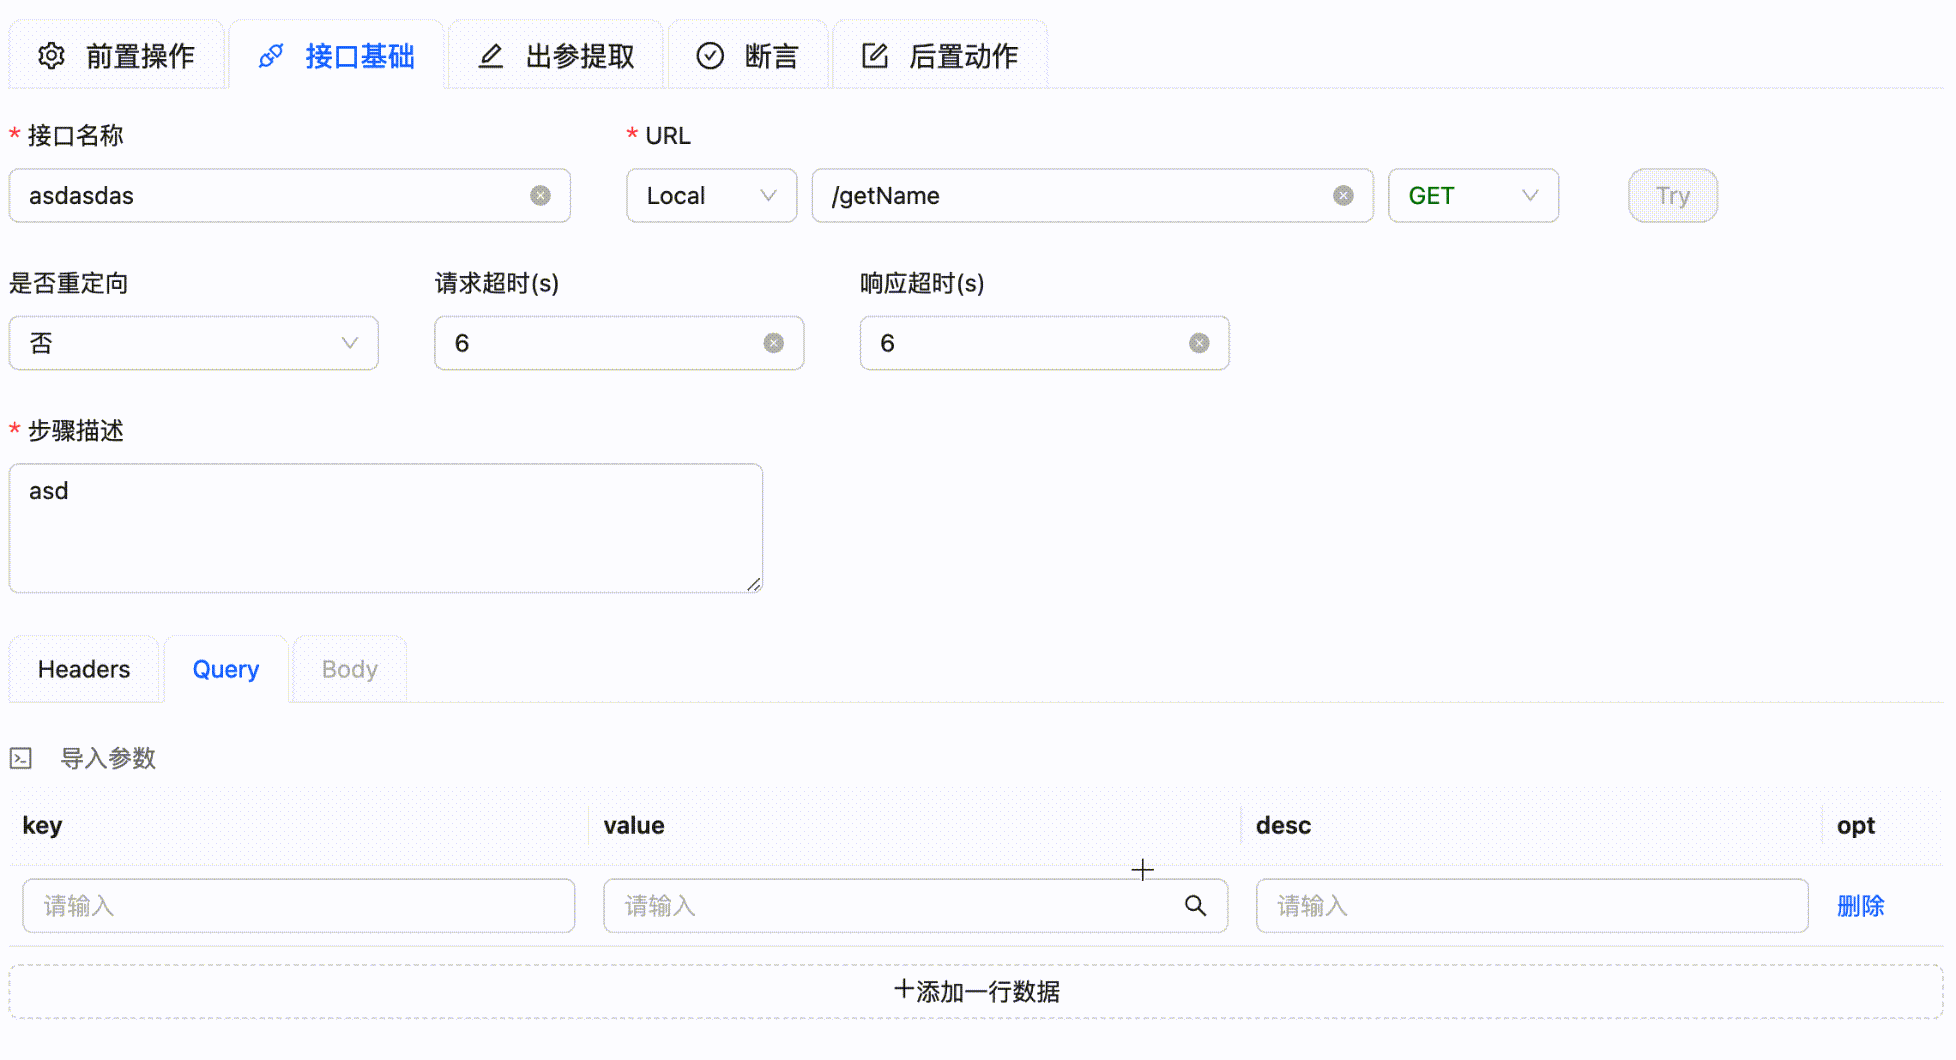 前置操作 接口基础 出参提取 断言 后置动作
* 接口名称 * URL
asdasdas Local /getName GET Try
是否重定向 请求超时(s) 响应超时(s)
否 6 6
* 步骤描述
asd
Headers Query Body
导入参数
key value desc opt
请输入 请输入 请输入 删除
+添加一行数据